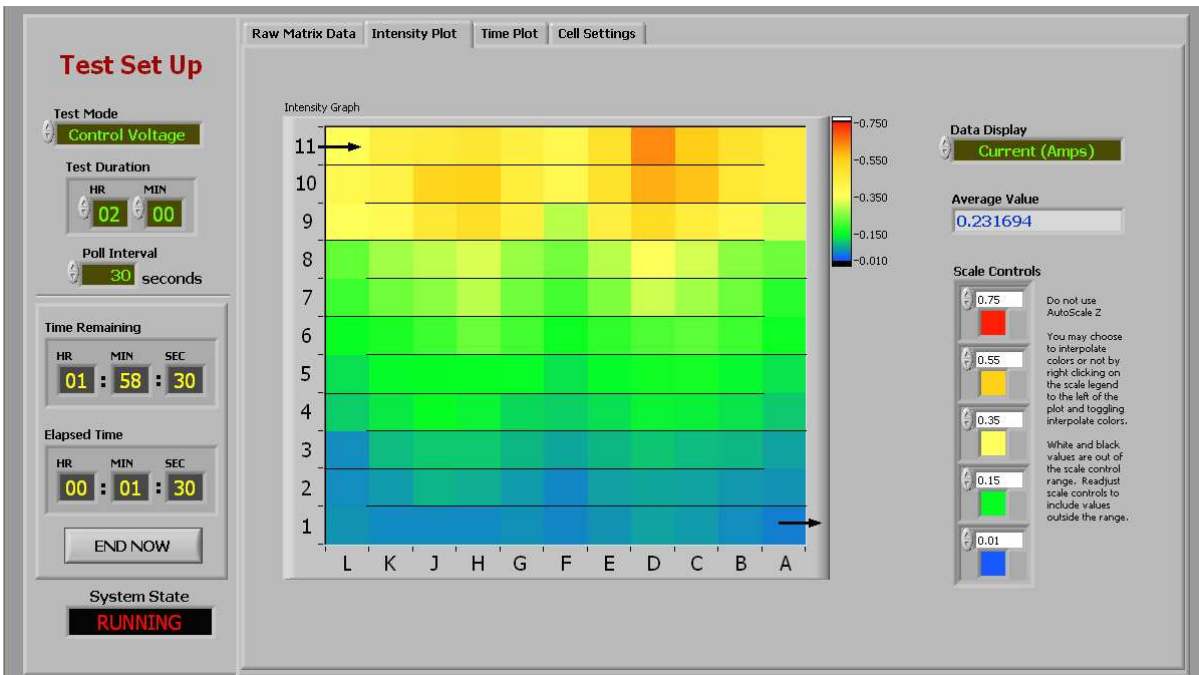 Raw Matrix Data Intensity Plot Time Plot Cell Settings
Test Set Up
Test Mode
Control Voltage
Test Duration
HR MIN
02 00
Poll Interval
30 seconds
Time Remaining
HR MIN SEC
01 : 58 : 30
Elapsed Time
HR MIN SEC
00 : 01 : 30
END NOW
System State
RUNNING
Intensity Graph
11
10
9
8
7
6
5
4
3
2
1
L K J H G F E D C B A
-0.750
-0.550
-0.350
-0.150
-0.010
Data Display
Current (Amps)
Average Value
0.231694
Scale Controls
0.75
0.55
0.35
0.15
0.01
Do not use
AutoScale Z
You may choose
to interpolate
colors or not by
right clicking on
the scale legend
to the left of the
plot and toggling
interpolate colors.
White and black
values are out of
the scale control
range. Readjust
scale controls to
include values
outside the range.